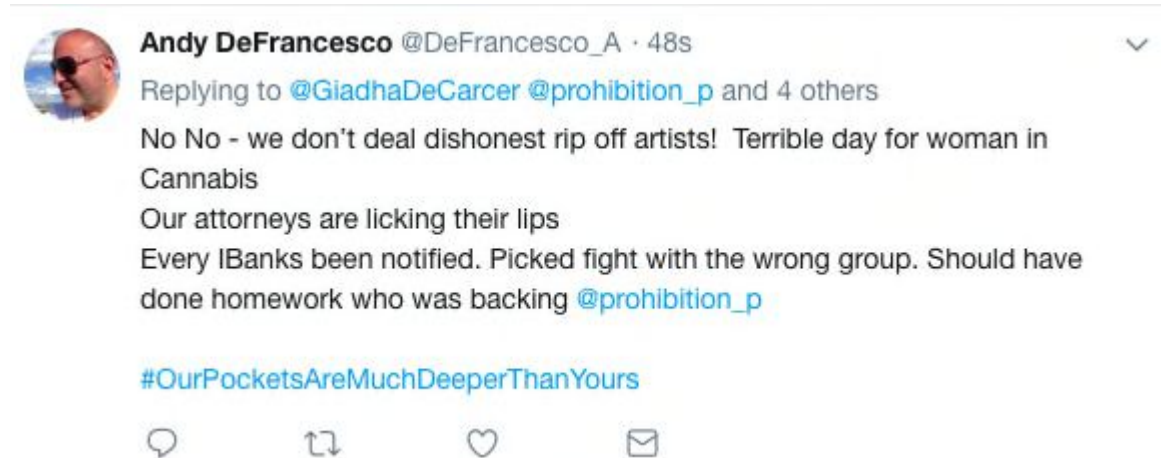 Andy DeFrancesco @DeFrancesco_A · 48s
Replying to @GiadhaDeCarcer @prohibition_p and 4 others
No No - we don't deal dishonest rip off artists!  Terrible day for woman in
Cannabis
Our attorneys are licking their lips
Every IBanks been notified. Picked fight with the wrong group. Should have
done homework who was backing @prohibition_p
#OurPocketsAreMuchDeeperThanYours